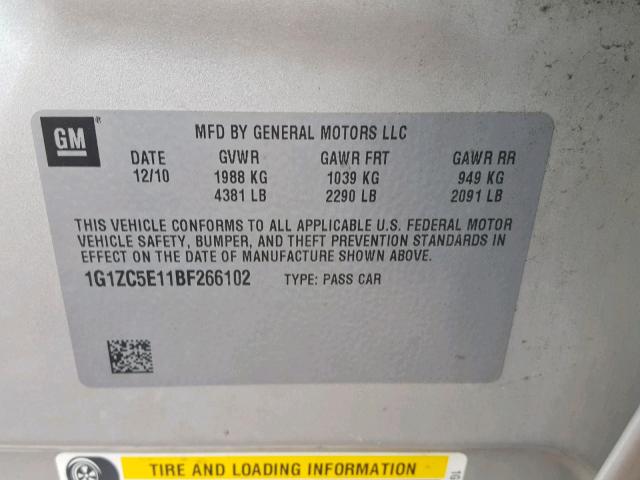 GM®
MFD BY GENERAL MOTORS LLC
DATE GVWR GAWR FRT GAWR RR
12/10 1988 KG 1039 KG 949 KG
4381 LB 2290 LB 2091 LB
THIS VEHICLE CONFORMS TO ALL APPLICABLE U.S. FEDERAL MOTOR
VEHICLE SAFETY, BUMPER, AND THEFT PREVENTION STANDARDS IN
EFFECT ON THE DATE OF MANUFACTURE SHOWN ABOVE.
1G1ZC5E11BF266102 TYPE: PASS CAR
TIRE AND LOADING INFORMATION